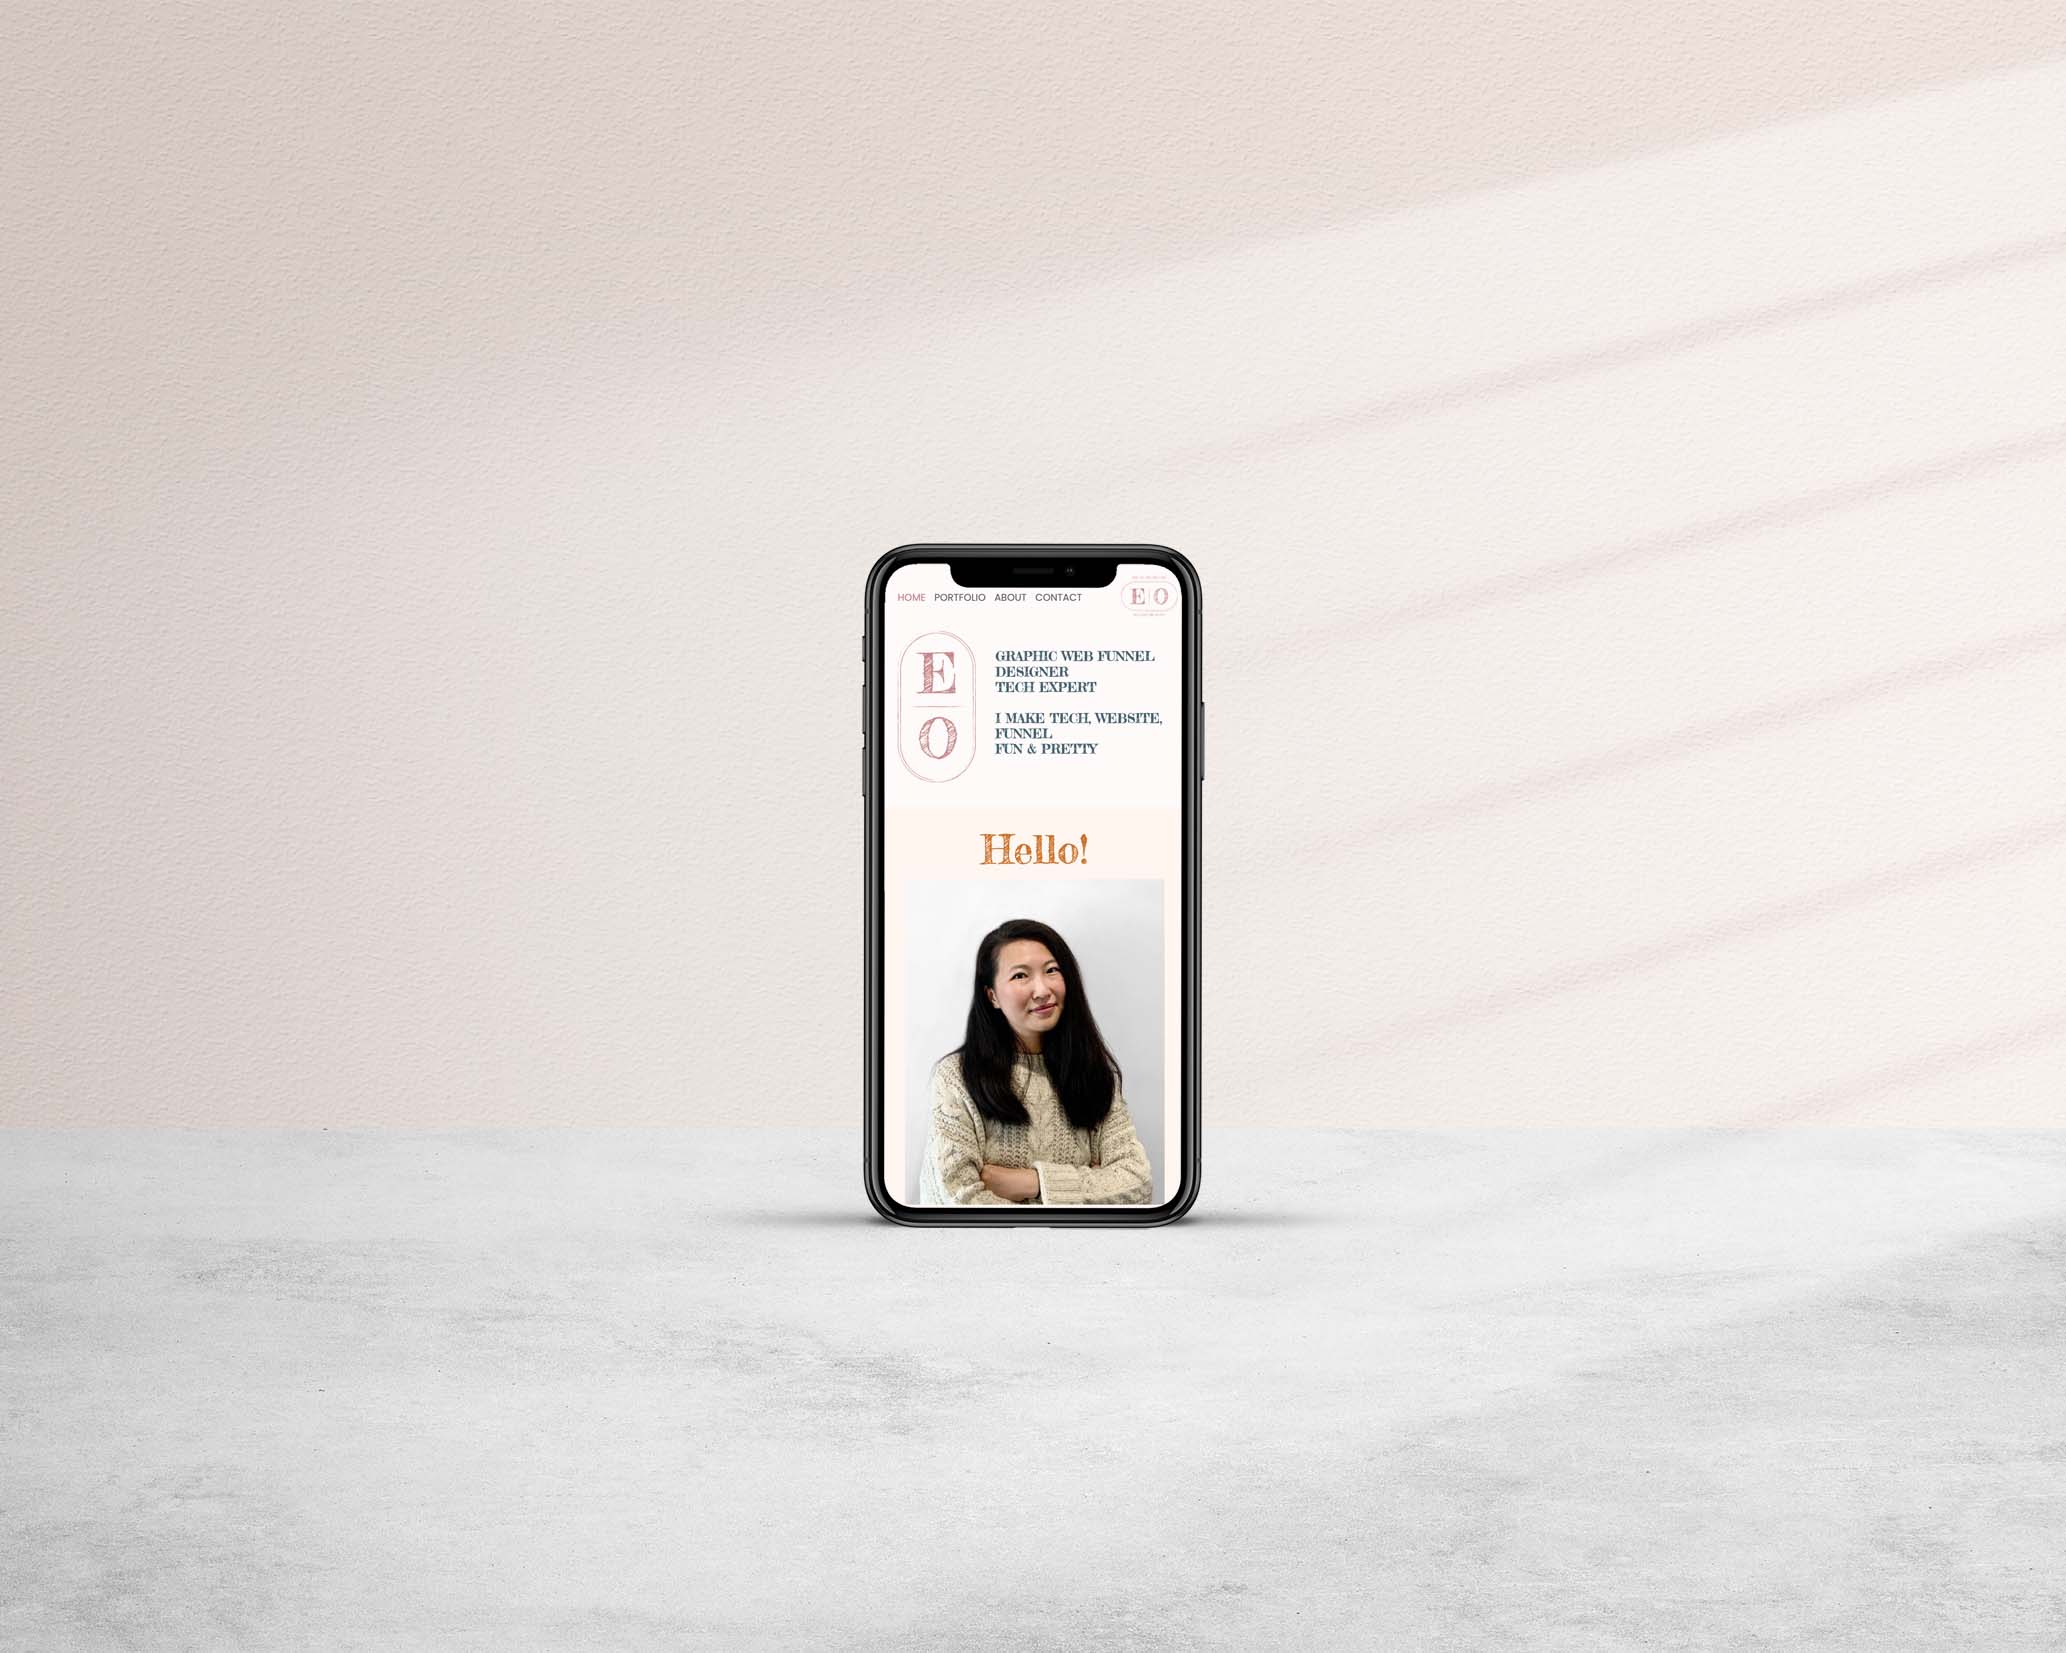 HOME PORTFOLIO ABOUT CONTACT
E O
E
O
GRAPHIC WEB FUNNEL
DESIGNER
TECH EXPERT
I MAKE TECH, WEBSITE,
FUNNEL
FUN & PRETTY
Hello!